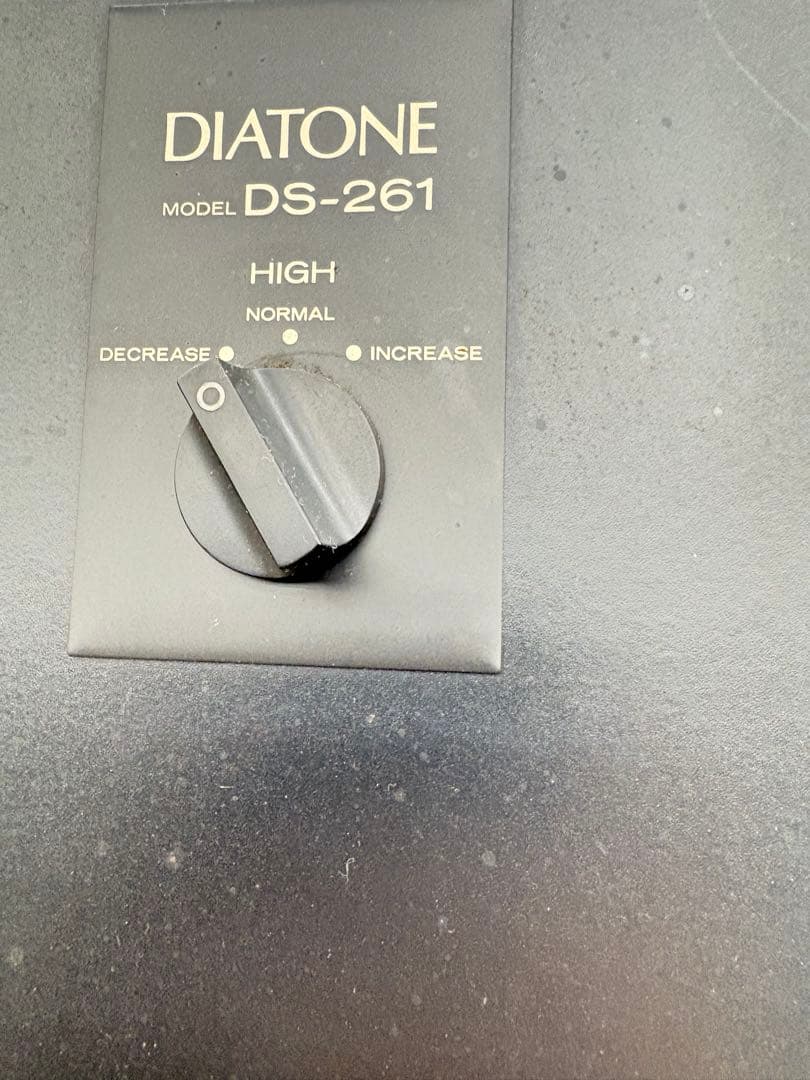 DIATONE
MODEL DS-261
HIGH
NORMAL
DECREASE INCREASE